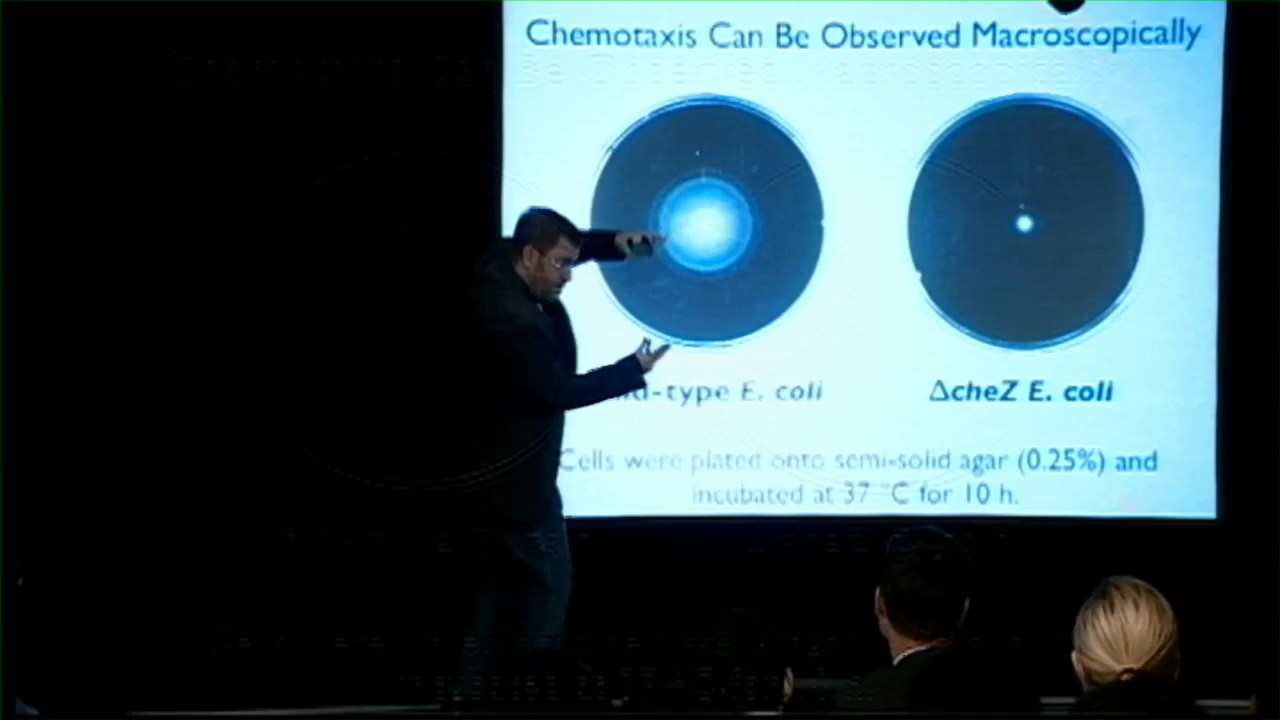 Chemotaxis Can Be Observed Macroscopically
d-type E. coli
ΔcheZ E. coli
Cells were plated onto semi-solid agar (0.25%) and
incubated at 37 °C for 10 h.